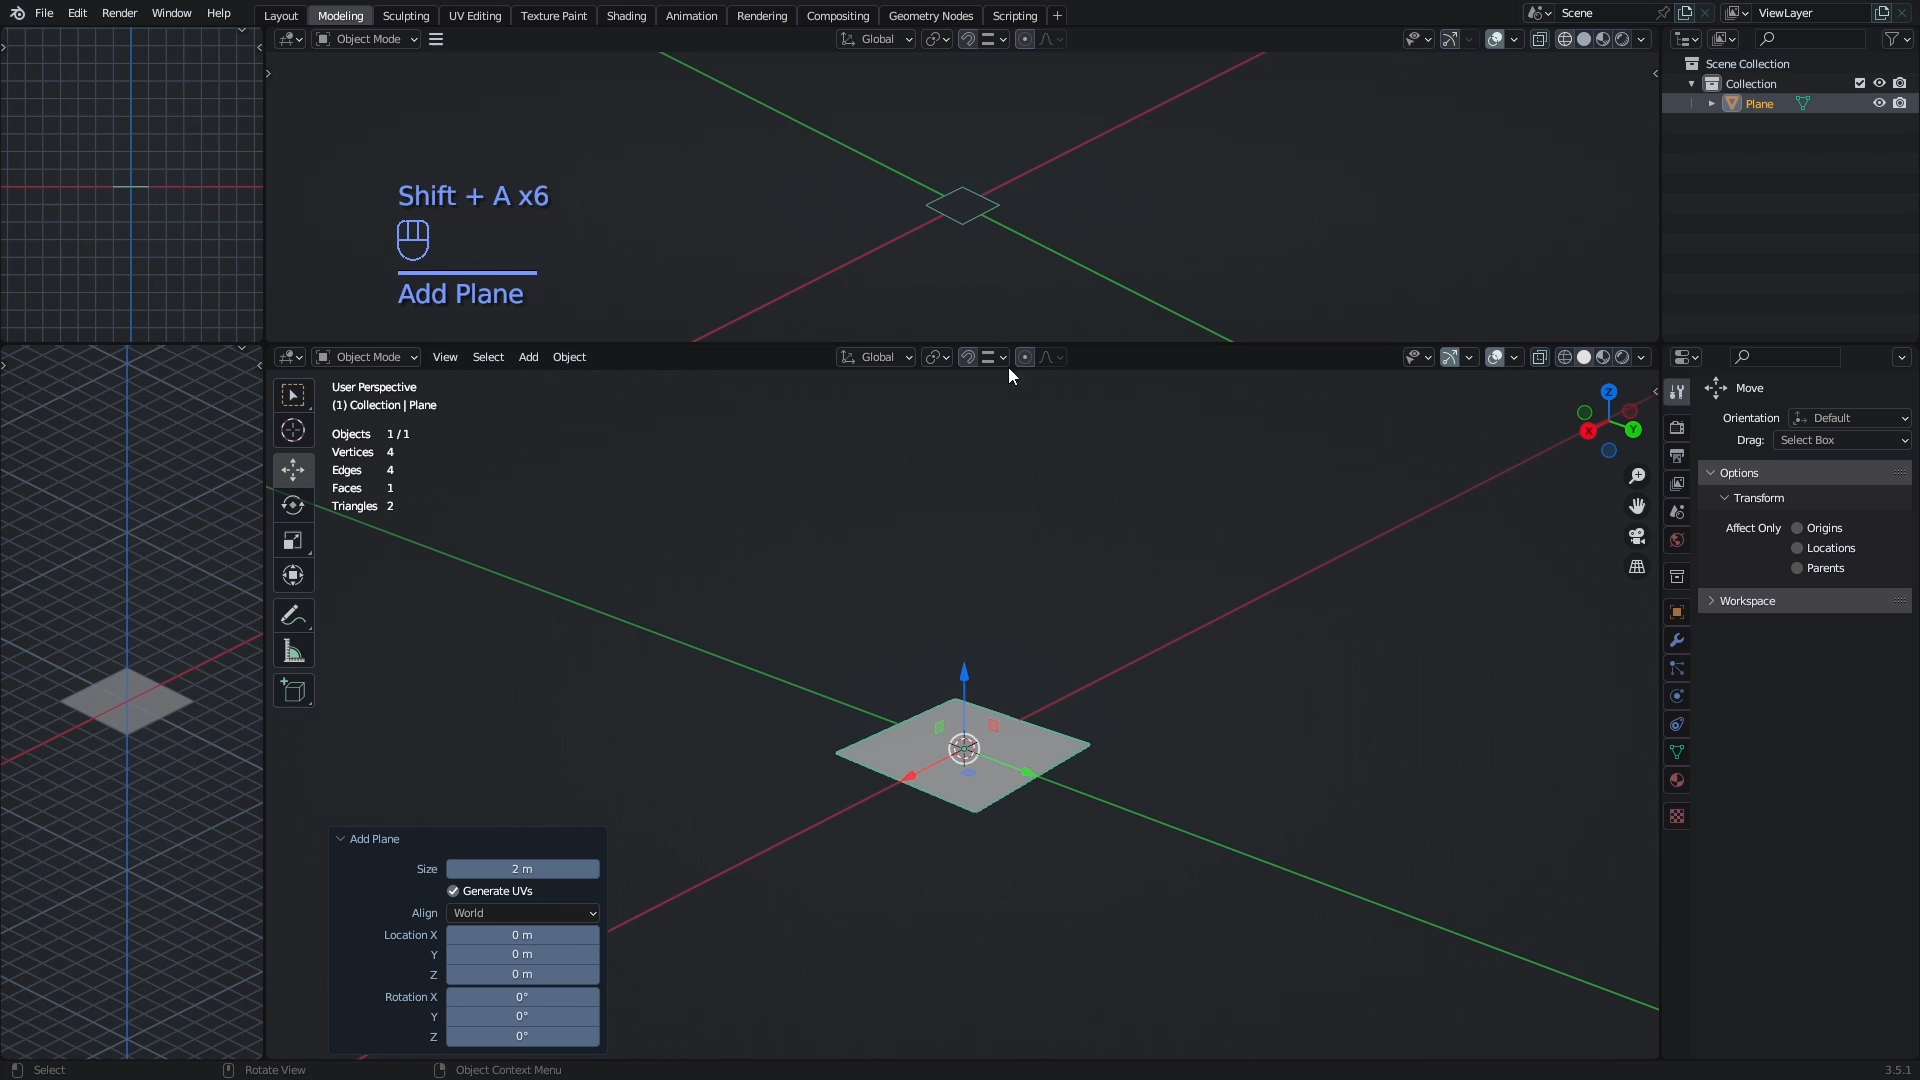 File Edit Render Window Help Layout Modeling Sculpting UV Editing Texture Paint Shading Animation Rendering Compositing Geometry Nodes Scripting + Scene ViewLayer
Object Mode Global
Scene Collection
Collection
Plane
Shift + A x6
Add Plane
Object Mode View Select Add Object Global
User Perspective
(1) Collection | Plane
Objects 1/1
Vertices 4
Edges 4
Faces 1
Triangles 2
Z
Y
X
Move
Orientation Default
Drag: Select Box
Options
Transform
Affect Only Origins
Locations
Parents
Workspace
Add Plane
Size 2 m
Generate UVs
Align World
Location X 0 m
Y 0 m
Z 0 m
Rotation X 0°
Y 0°
Z 0°
Select Rotate View Object Context Menu 3.5.1